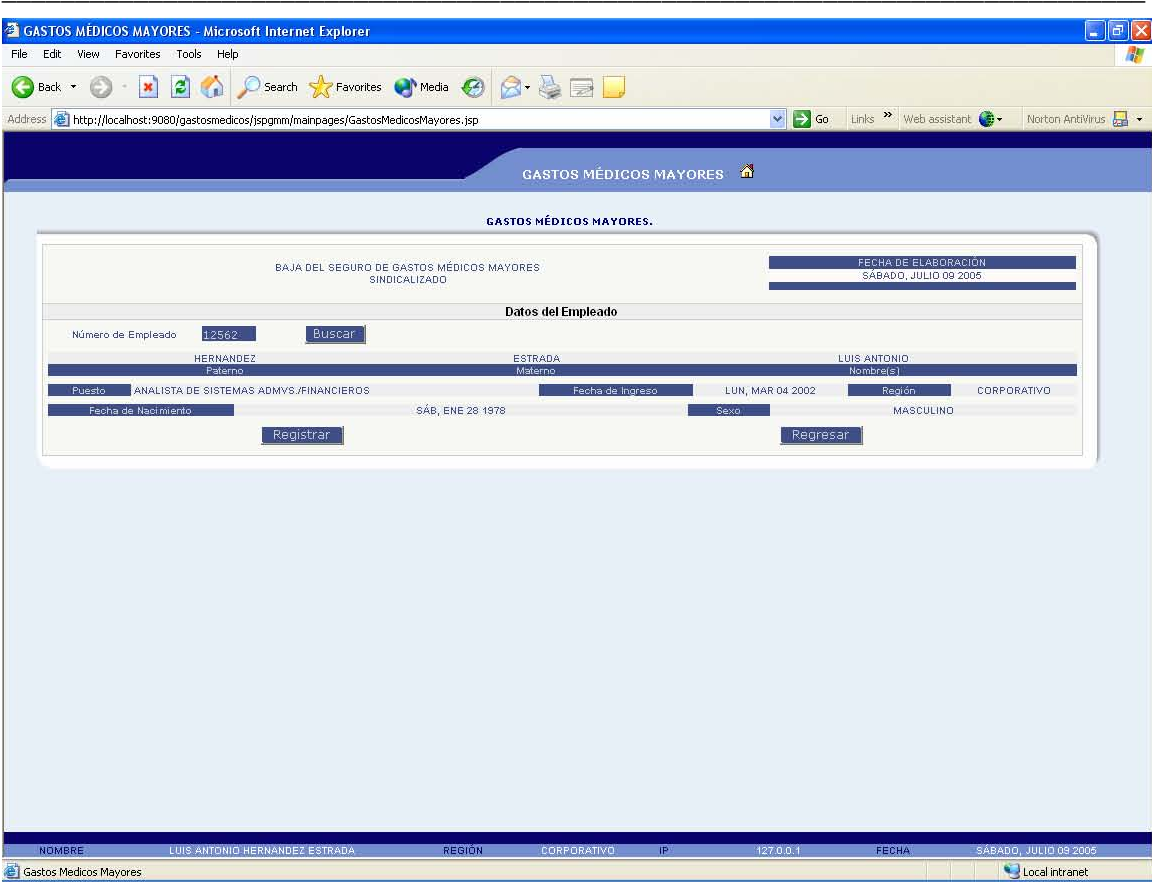 GASTOS MÉDICOS MAYORES - Microsoft Internet Explorer
File Edit View Favorites Tools Help
Back Search Favorites Media
Address http://localhost:9080/gastosmedicos/jspgmm/mainpages/GastosMedicosMayores.jsp Go Links » Web assistant Norton AntiVirus
GASTOS MÉDICOS MAYORES
GASTOS MÉDICOS MAYORES.
BAJA DEL SEGURO DE GASTOS MÉDICOS MAYORES
SINDICALIZADO
FECHA DE ELABORACIÓN
SÁBADO, JULIO 09 2005
Datos del Empleado
Número de Empleado 12562 Buscar
HERNANDEZ ESTRADA LUIS ANTONIO
Paterno Materno Nombre(s)
Puesto ANALISTA DE SISTEMAS ADMVS./FINANCIEROS Fecha de Ingreso LUN, MAR 04 2002 Región CORPORATIVO
Fecha de Nacimiento SÁB, ENE 28 1978 Sexo MASCULINO
Registrar Regresar
NOMBRE LUIS ANTONIO HERNANDEZ ESTRADA REGIÓN CORPORATIVO IP 127.0.0.1 FECHA SÁBADO, JULIO 09 2005
Gastos Medicos Mayores Local intranet